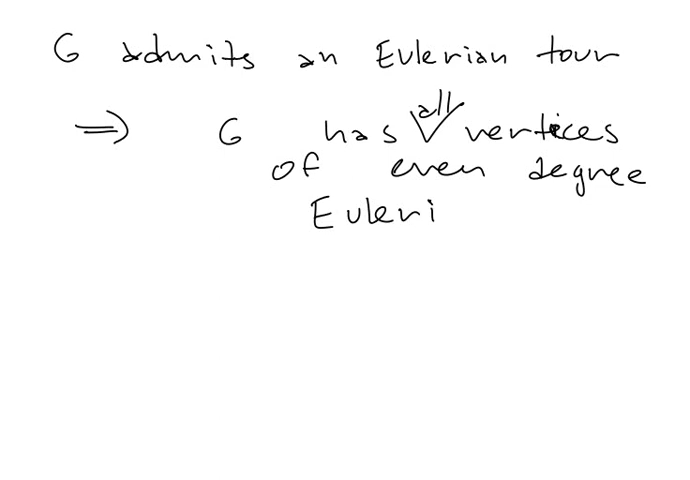 G admits an Eulerian tour
⇒ G has all vertices
of even degree
Euleri